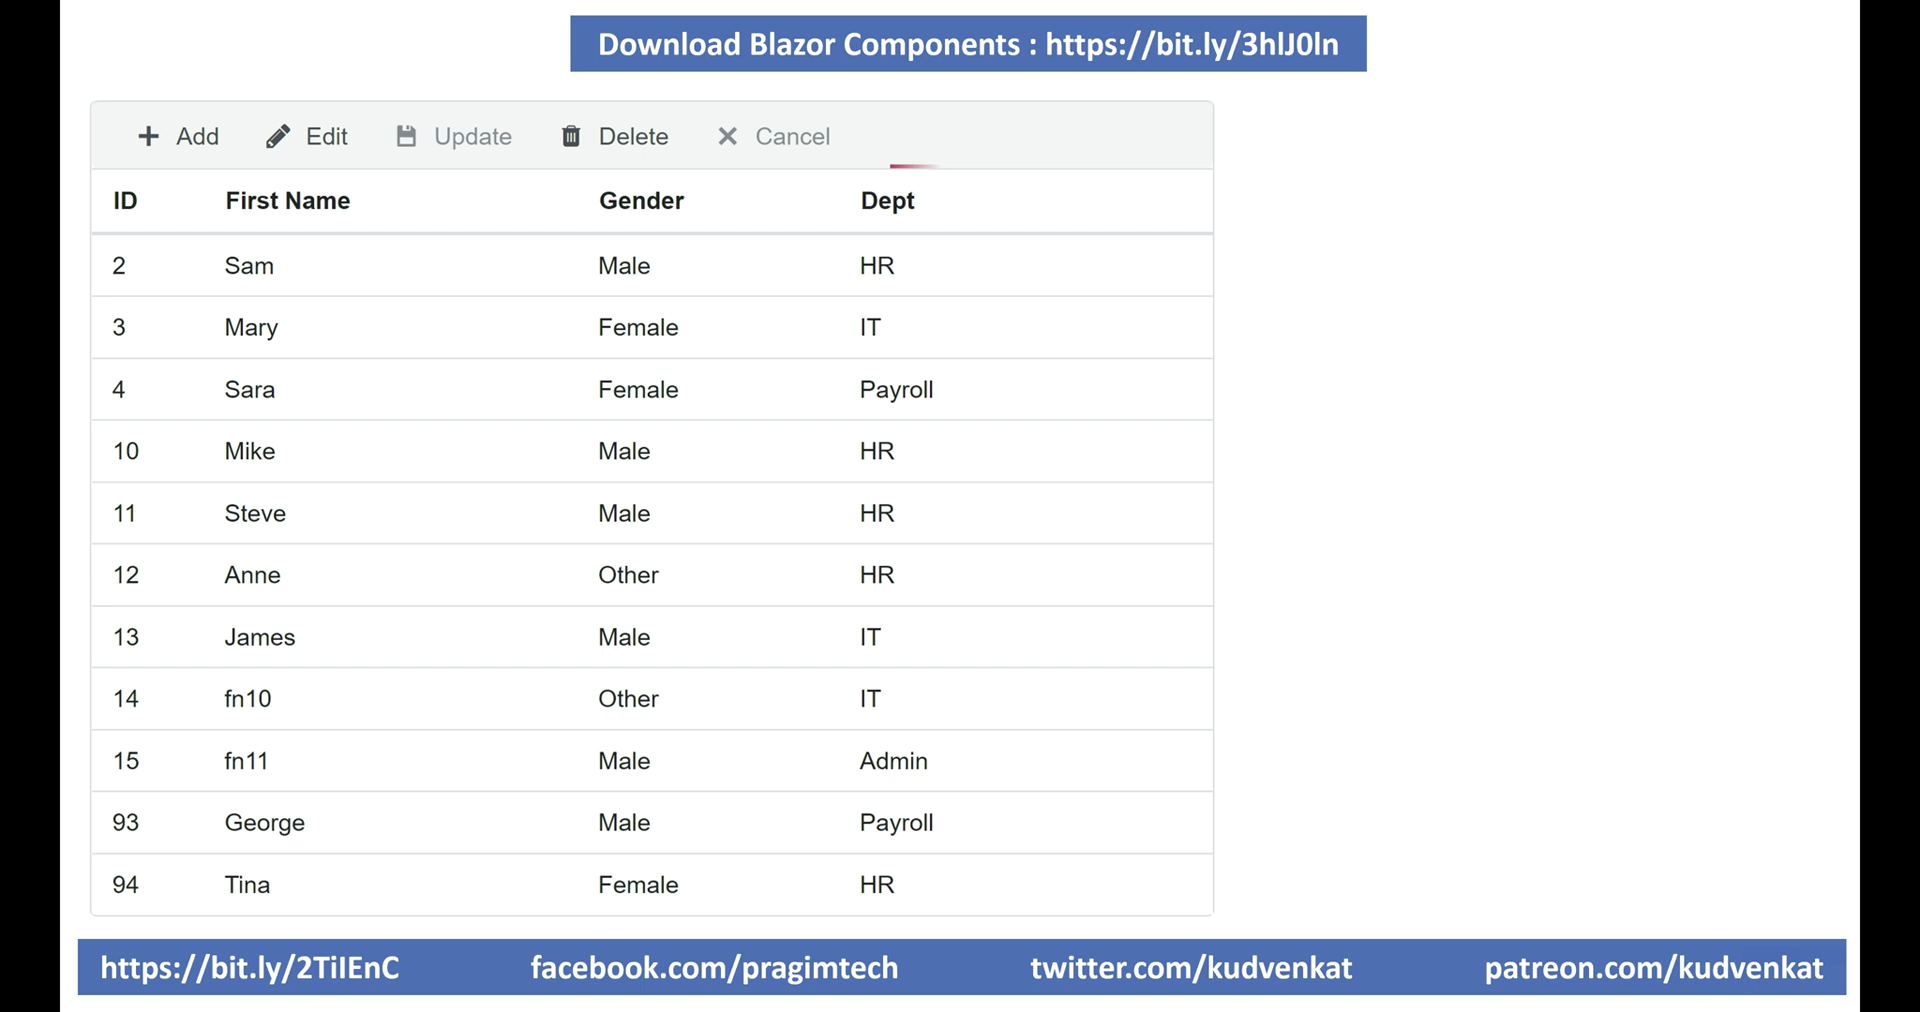 Download Blazor Components : https://bit.ly/3hlJ0ln
Add Edit Update Delete Cancel
ID First Name Gender Dept
2 Sam Male HR
3 Mary Female IT
4 Sara Female Payroll
10 Mike Male HR
11 Steve Male HR
12 Anne Other HR
13 James Male IT
14 fn10 Other IT
15 fn11 Male Admin
93 George Male Payroll
94 Tina Female HR
https://bit.ly/2TiIEnC facebook.com/pragimtech twitter.com/kudvenkat patreon.com/kudvenkat